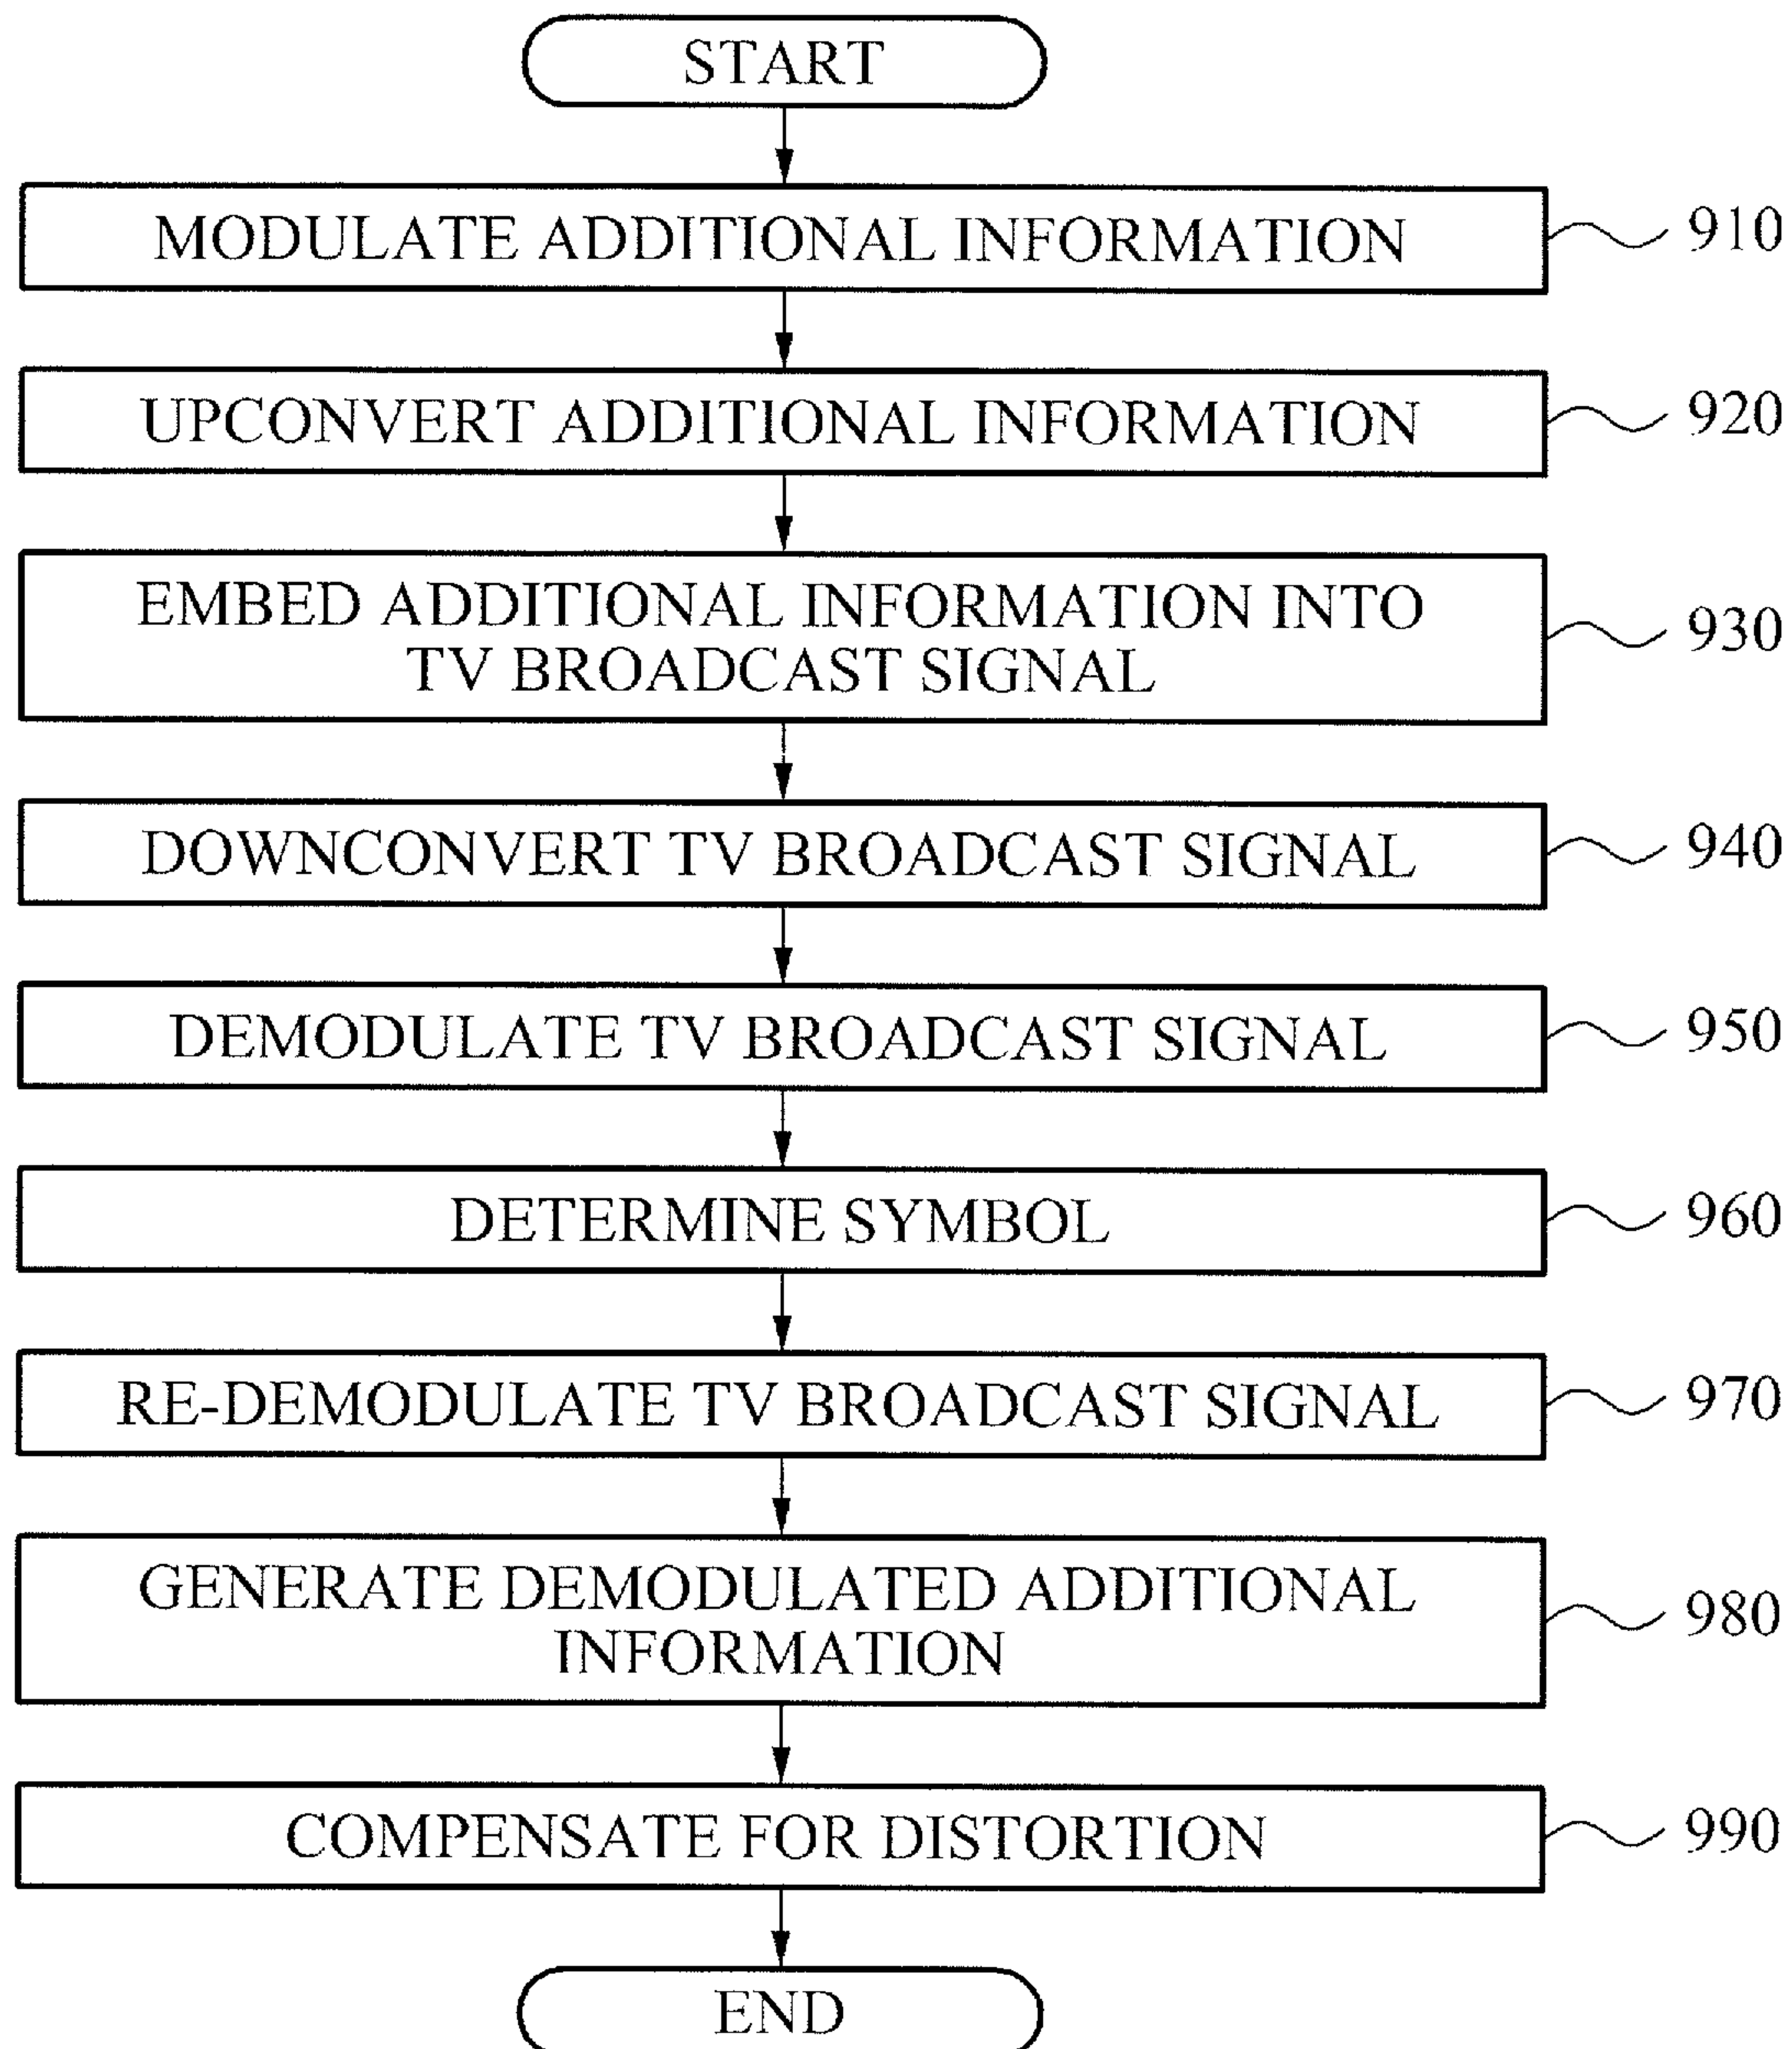 START
MODULATE ADDITIONAL INFORMATION
910
UPCONVERT ADDITIONAL INFORMATION
920
EMBED ADDITIONAL INFORMATION INTO
TV BROADCAST SIGNAL
930
DOWNCONVERT TV BROADCAST SIGNAL
940
DEMODULATE TV BROADCAST SIGNAL
950
DETERMINE SYMBOL
960
RE-DEMODULATE TV BROADCAST SIGNAL
970
GENERATE DEMODULATED ADDITIONAL
INFORMATION
980
COMPENSATE FOR DISTORTION
990
END